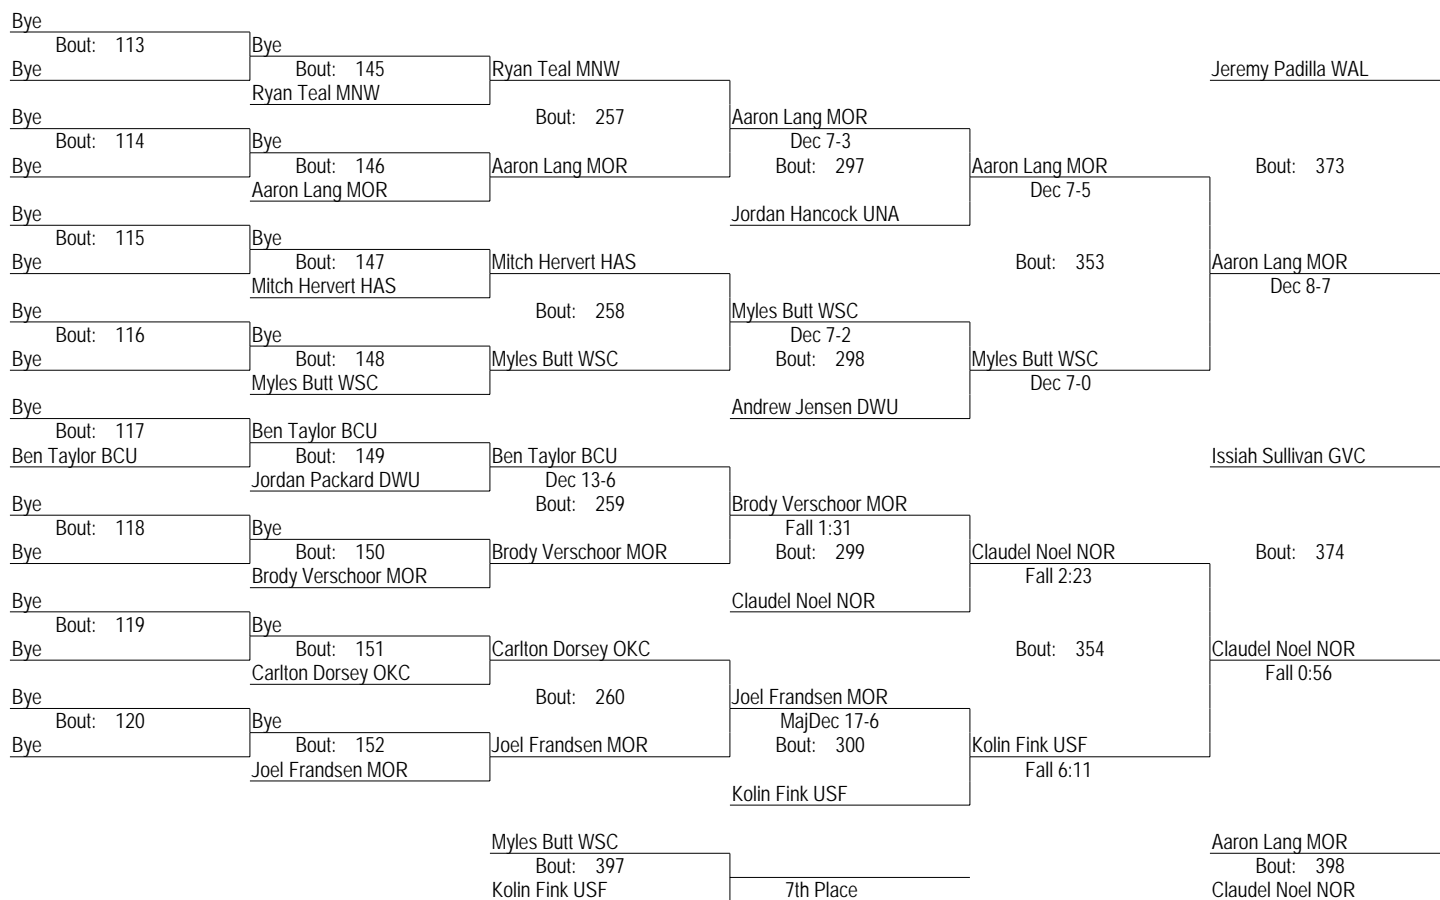 Bye
Bout: 113
Bye
Bye
Bout: 145
Ryan Teal MNW
Jeremy Padilla WAL
Ryan Teal MNW
Bye
Bout: 257
Aaron Lang MOR
Bout: 114
Bye
Dec 7-3
Bye
Bout: 146
Aaron Lang MOR
Bout: 297
Aaron Lang MOR
Bout: 373
Aaron Lang MOR
Dec 7-5
Bye
Jordan Hancock UNA
Bout: 115
Bye
Bye
Bout: 147
Mitch Hervert HAS
Bout: 353
Aaron Lang MOR
Mitch Hervert HAS
Dec 8-7
Bye
Bout: 258
Myles Butt WSC
Bout: 116
Bye
Dec 7-2
Bye
Bout: 148
Myles Butt WSC
Bout: 298
Myles Butt WSC
Myles Butt WSC
Dec 7-0
Bye
Andrew Jensen DWU
Bout: 117
Ben Taylor BCU
Ben Taylor BCU
Bout: 149
Ben Taylor BCU
Issiah Sullivan GVC
Jordan Packard DWU
Dec 13-6
Bye
Bout: 259
Brody Verschoor MOR
Bout: 118
Bye
Fall 1:31
Bye
Bout: 150
Brody Verschoor MOR
Bout: 299
Claudel Noel NOR
Bout: 374
Brody Verschoor MOR
Fall 2:23
Bye
Claudel Noel NOR
Bout: 119
Bye
Bye
Bout: 151
Carlton Dorsey OKC
Bout: 354
Claudel Noel NOR
Carlton Dorsey OKC
Fall 0:56
Bye
Bout: 260
Joel Frandsen MOR
Bout: 120
Bye
MajDec 17-6
Bye
Bout: 152
Joel Frandsen MOR
Bout: 300
Kolin Fink USF
Joel Frandsen MOR
Fall 6:11
Kolin Fink USF
Myles Butt WSC
Aaron Lang MOR
Bout: 397
Bout: 398
Kolin Fink USF
7th Place
Claudel Noel NOR